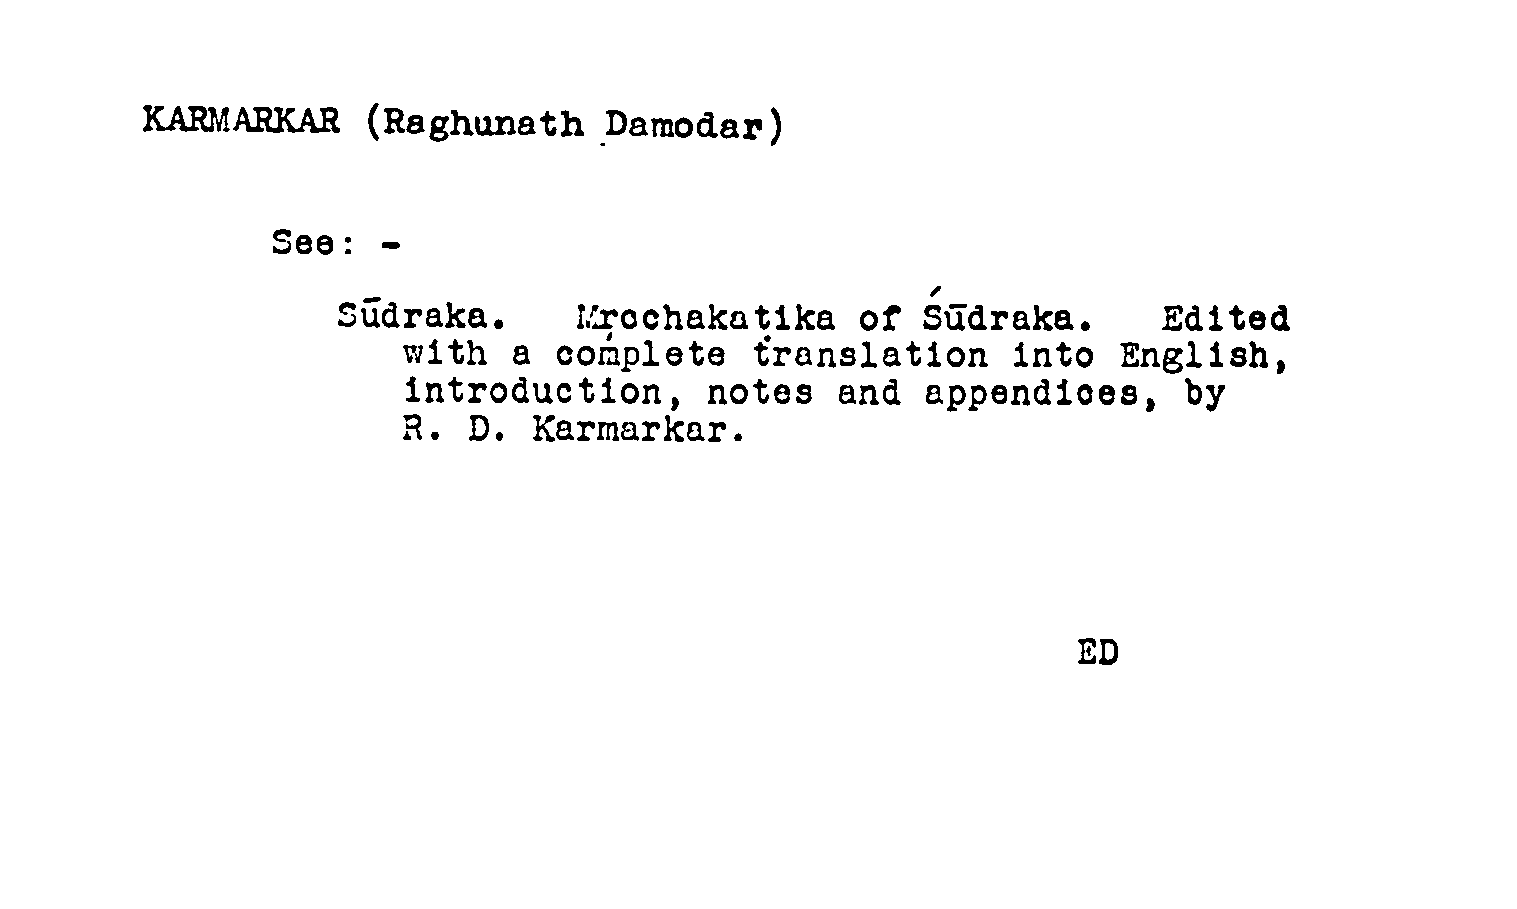 KARMARKAR (Raghunath Damodar)
See: -
Sūdraka. Mṛcchakaṭika of Śūdraka. Edited
with a complete translation into English,
introduction, notes and appendices, by
R. D. Karmarkar.
ED